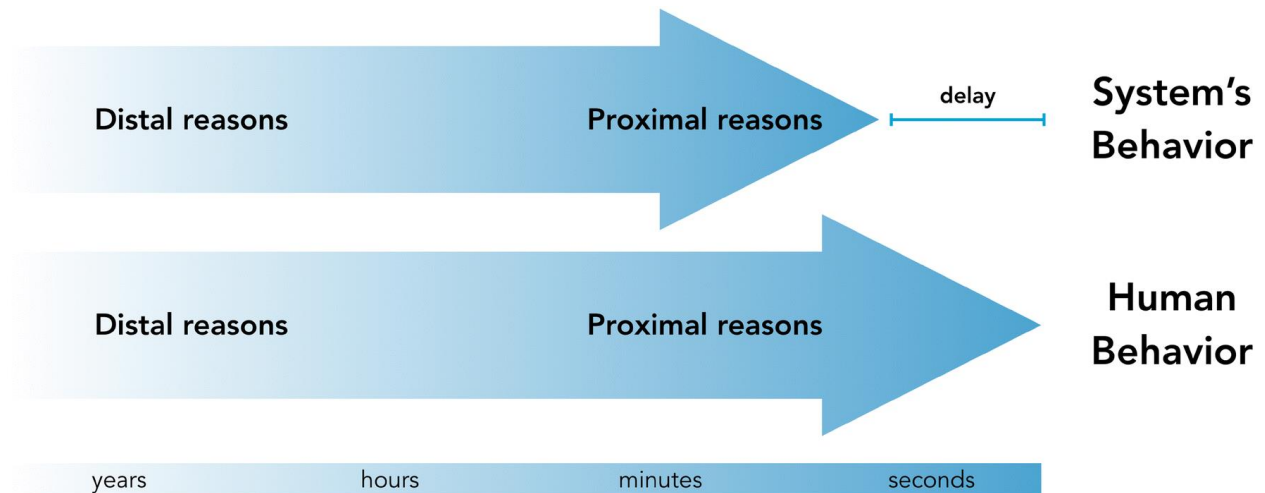 Distal reasons
Proximal reasons
delay
System's
Behavior
Distal reasons
Proximal reasons
Human
Behavior
years hours minutes seconds